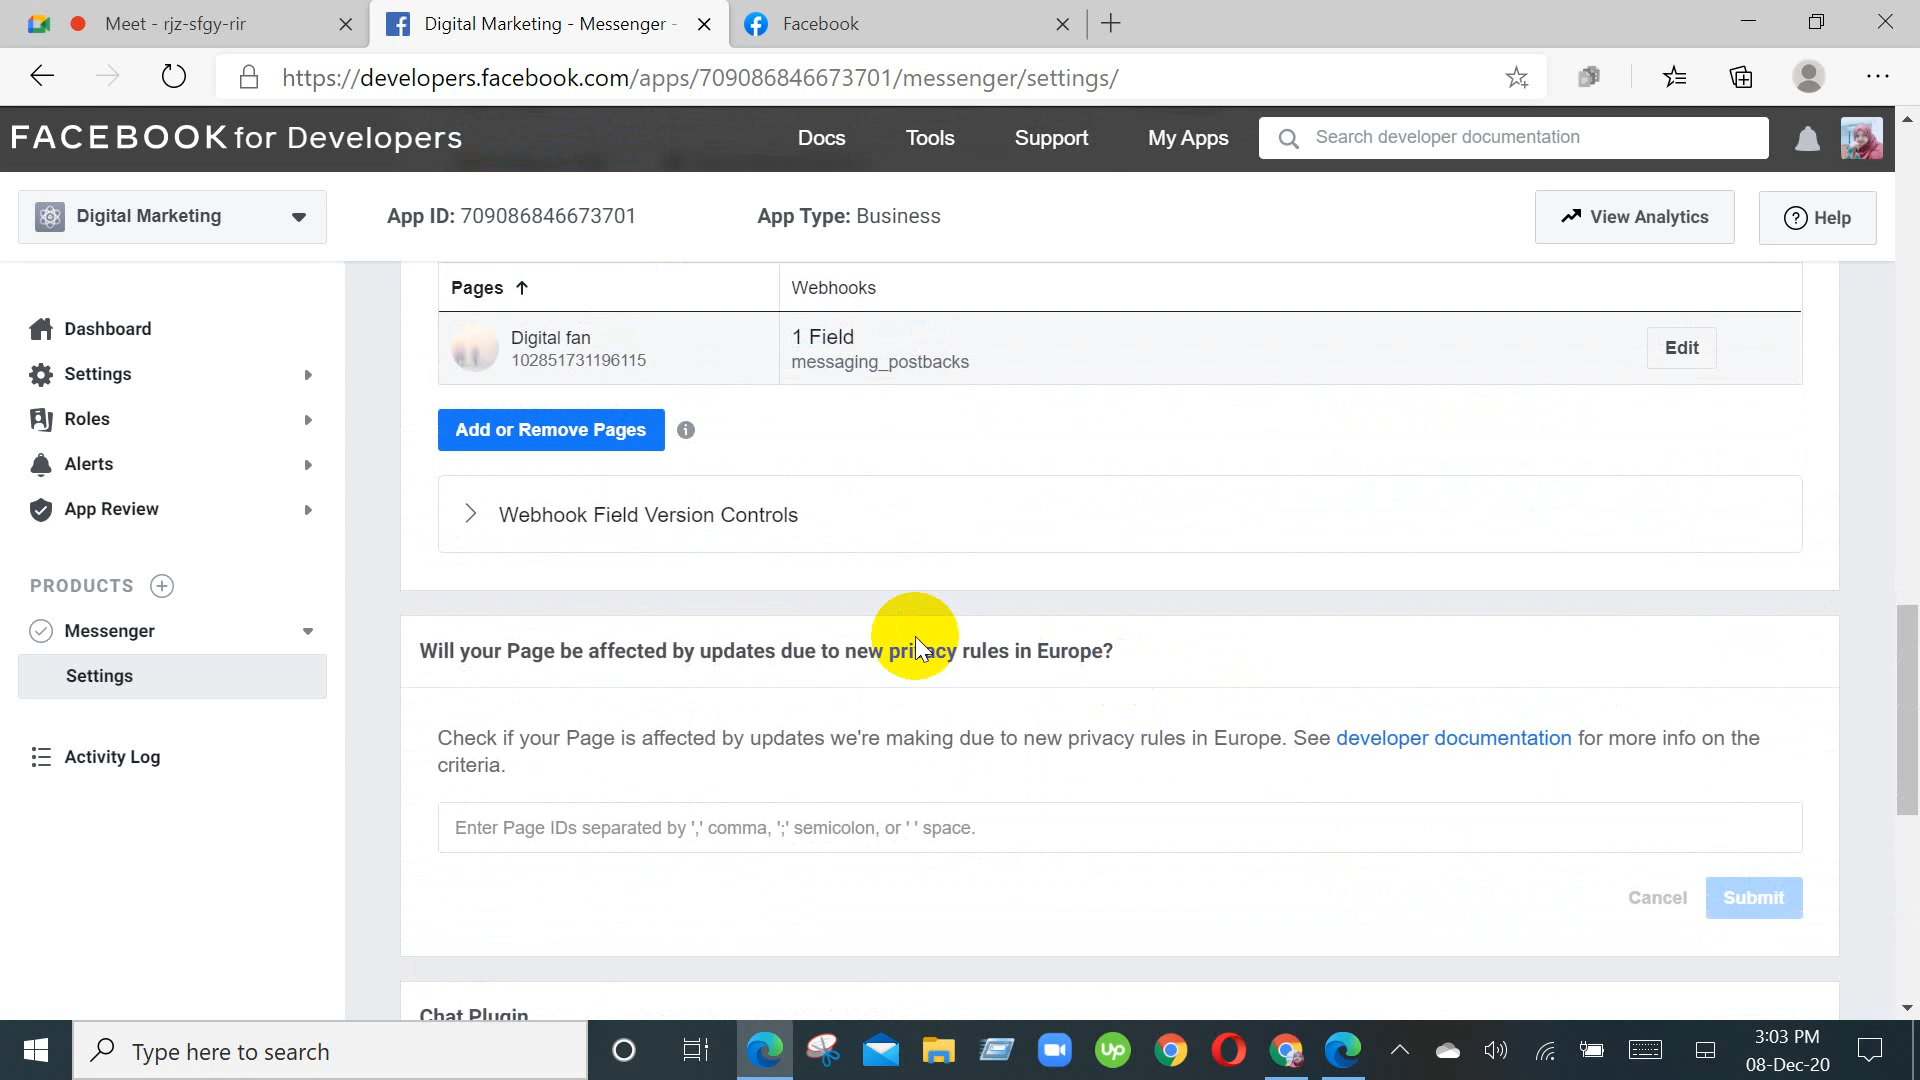 Meet - rjz-sfgy-rir
Digital Marketing - Messenger -
Facebook
https://developers.facebook.com/apps/709086846673701/messenger/settings/
FACEBOOK for Developers
Docs
Tools
Support
My Apps
Search developer documentation
Digital Marketing
App ID: 709086846673701
App Type: Business
View Analytics
Help
Dashboard
Settings
Roles
Alerts
App Review
PRODUCTS
Messenger
Settings
Activity Log
Pages
Webhooks
Digital fan
102851731196115
1 Field
messaging_postbacks
Edit
Add or Remove Pages
Webhook Field Version Controls
Will your Page be affected by updates due to new privacy rules in Europe?
Check if your Page is affected by updates we're making due to new privacy rules in Europe. See developer documentation for more info on the
criteria.
Enter Page IDs separated by ',' comma, ';' semicolon, or ' ' space.
Cancel
Submit
Chat Plugin
Type here to search
Up
3:03 PM
08-Dec-20